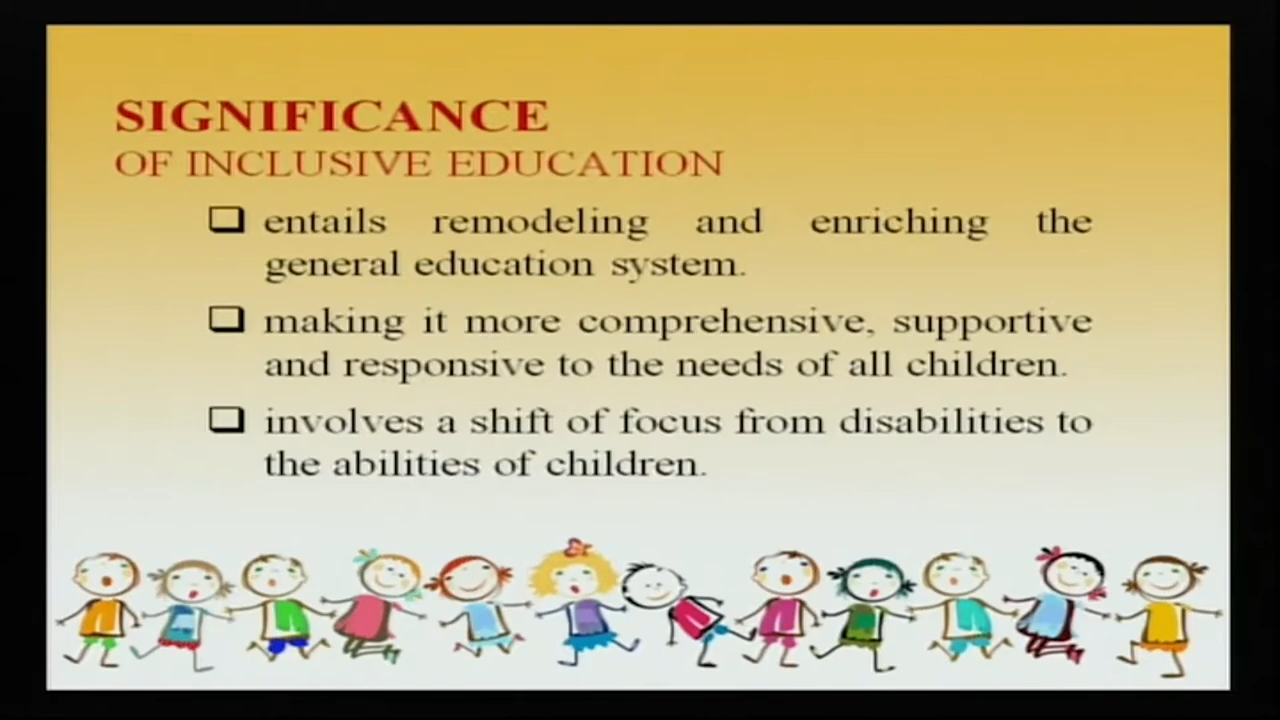 SIGNIFICANCE
OF INCLUSIVE EDUCATION
entails remodeling and enriching the
general education system.
making it more comprehensive, supportive
and responsive to the needs of all children.
involves a shift of focus from disabilities to
the abilities of children.